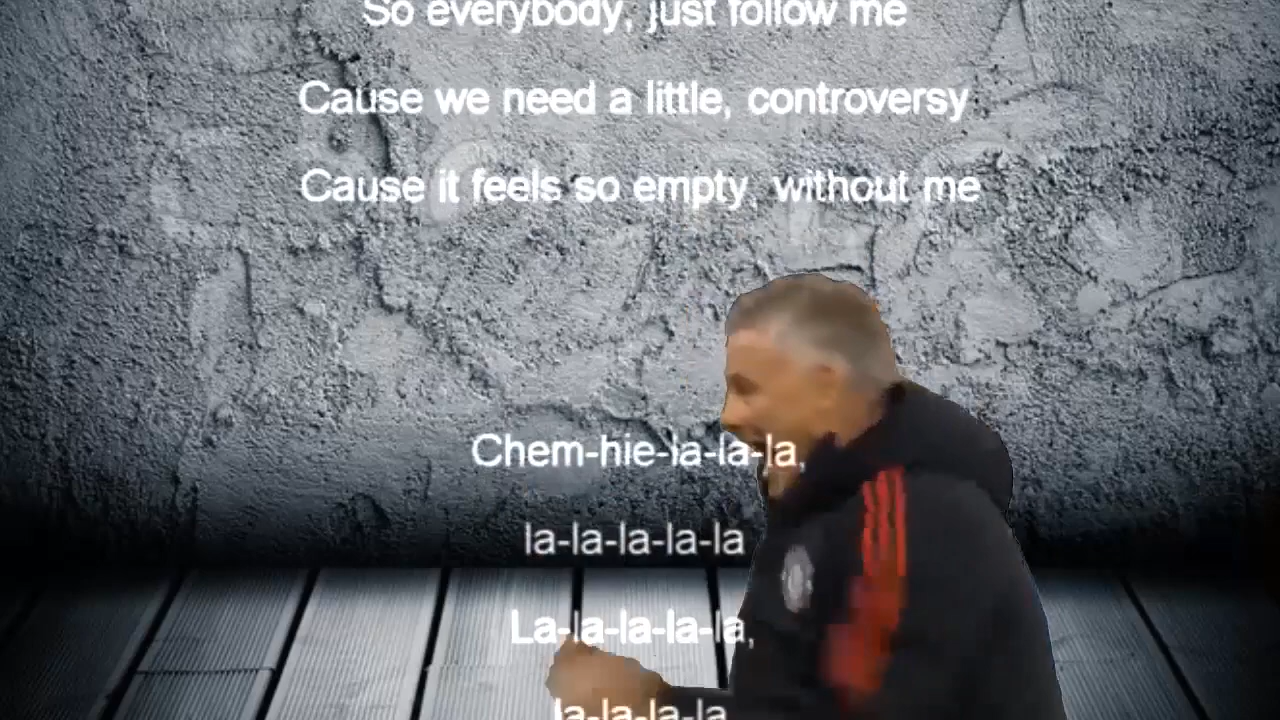 So everybody, just follow me
Cause we need a little, controversy
Cause it feels so empty, without me
Chem-hie-la-la-la,
la-la-la-la-la
La-la-la-la-la,
la-la-la-la